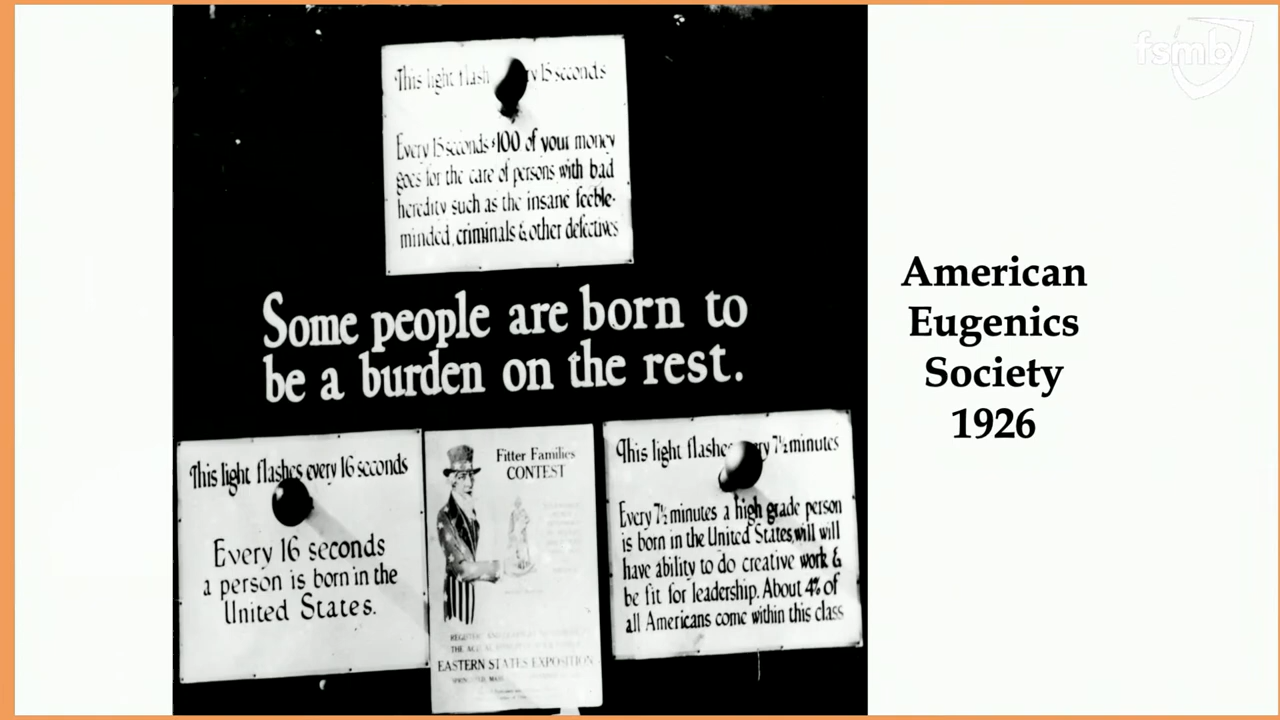 fsmb
This light flash ry 15 seconds
Every 15 seconds $100 of your money
goes for the care of persons with bad
heredity such as the insane feeble-
minded, criminals & other defectives
Some people are born to
be a burden on the rest.
This light flashes every 16 seconds
Every 16 seconds
a person is born in the
United States.
Fitter Families
CONTEST
EASTERN STATES EXPOSITION
This light flashe ry 7½ minutes
Every 7½ minutes a high grade person
is born in the United States, will will
have ability to do creative work &
be fit for leadership. About 4% of
all Americans come within this class
American
Eugenics
Society
1926